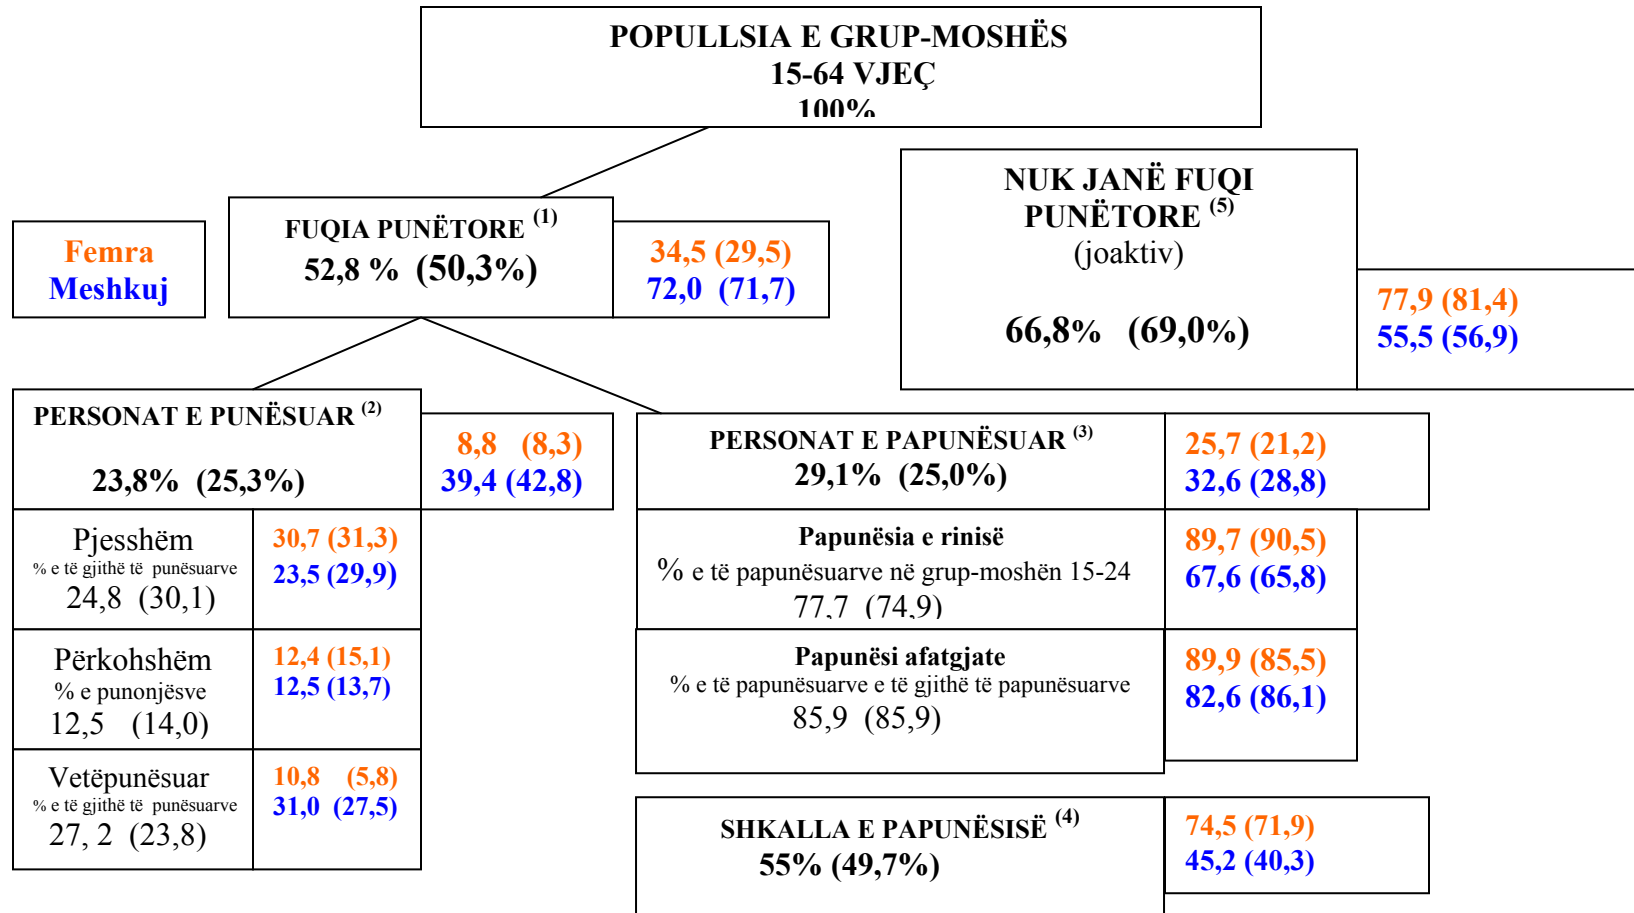 POPULLSIA E GRUP-MOSHËS
15-64 VJEÇ
100%
NUK JANË FUQI
PUNËTORE (5)
(joaktiv)
66,8% (69,0%)
77,9 (81,4)
55,5 (56,9)
Femra
Meshkuj
FUQIA PUNËTORE (1)
52,8 % (50,3%)
34,5 (29,5)
72,0 (71,7)
PERSONAT E PUNËSUAR (2)
23,8% (25,3%)
8,8 (8,3)
39,4 (42,8)
PERSONAT E PAPUNËSUAR (3)
29,1% (25,0%)
25,7 (21,2)
32,6 (28,8)
Pjesshëm
% e të gjithë të punësuarve
24,8 (30,1)
30,7 (31,3)
23,5 (29,9)
Papunësia e rinisë
% e të papunësuarve në grup-moshën 15-24
77,7 (74,9)
89,7 (90,5)
67,6 (65,8)
Përkohshëm
% e punonjësve
12,5 (14,0)
12,4 (15,1)
12,5 (13,7)
Papunësi afatgjate
% e të papunësuarve e të gjithë të papunësuarve
85,9 (85,9)
89,9 (85,5)
82,6 (86,1)
Vetëpunësuar
% e të gjithë të punësuarve
27, 2 (23,8)
10,8 (5,8)
31,0 (27,5)
SHKALLA E PAPUNËSISË (4)
55% (49,7%)
74,5 (71,9)
45,2 (40,3)